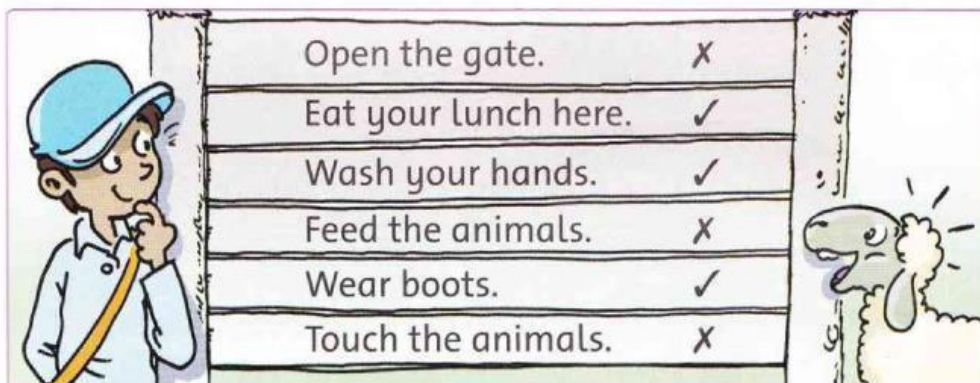 Open the gate. ✗
Eat your lunch here. ✓
Wash your hands. ✓
Feed the animals. ✗
Wear boots. ✓
Touch the animals. ✗